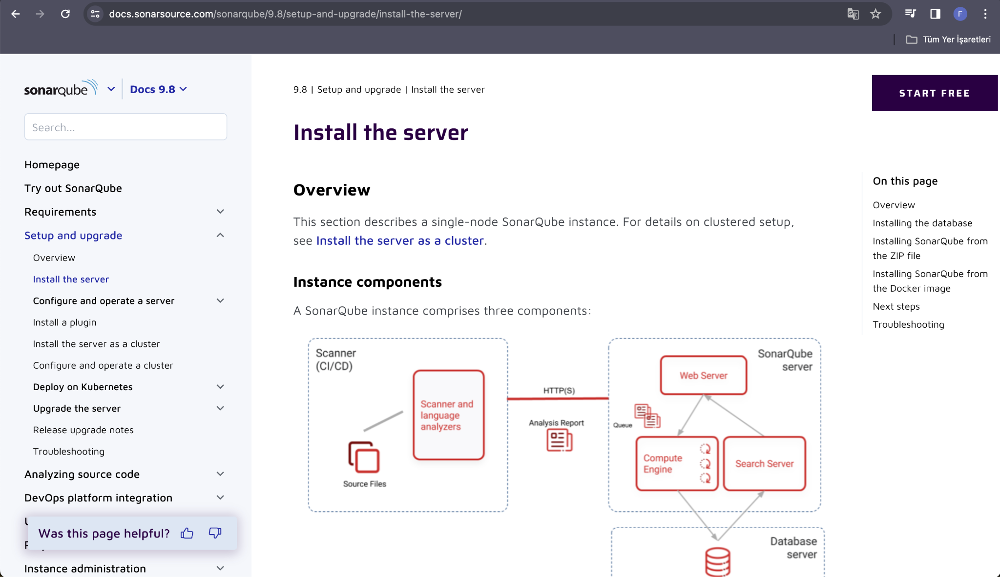 docs.sonarsource.com/sonarqube/9.8/setup-and-upgrade/install-the-server/
F
Tüm Yer İşaretleri
sonarqube
Docs 9.8
Search...
Homepage
Try out SonarQube
Requirements
Setup and upgrade
Overview
Install the server
Configure and operate a server
Install a plugin
Install the server as a cluster
Configure and operate a cluster
Deploy on Kubernetes
Upgrade the server
Release upgrade notes
Troubleshooting
Analyzing source code
DevOps platform integration
Was this page helpful?
Instance administration
9.8 | Setup and upgrade | Install the server
START FREE
Install the server
Overview
This section describes a single-node SonarQube instance. For details on clustered setup,
see Install the server as a cluster.
Instance components
A SonarQube instance comprises three components:
Scanner
(CI/CD)
Scanner and
language
analyzers
Source Files
HTTP(S)
Analysis Report
SonarQube
server
Web Server
Queue
Compute
Engine
Search Server
Database
server
On this page
Overview
Installing the database
Installing SonarQube from
the ZIP file
Installing SonarQube from
the Docker image
Next steps
Troubleshooting